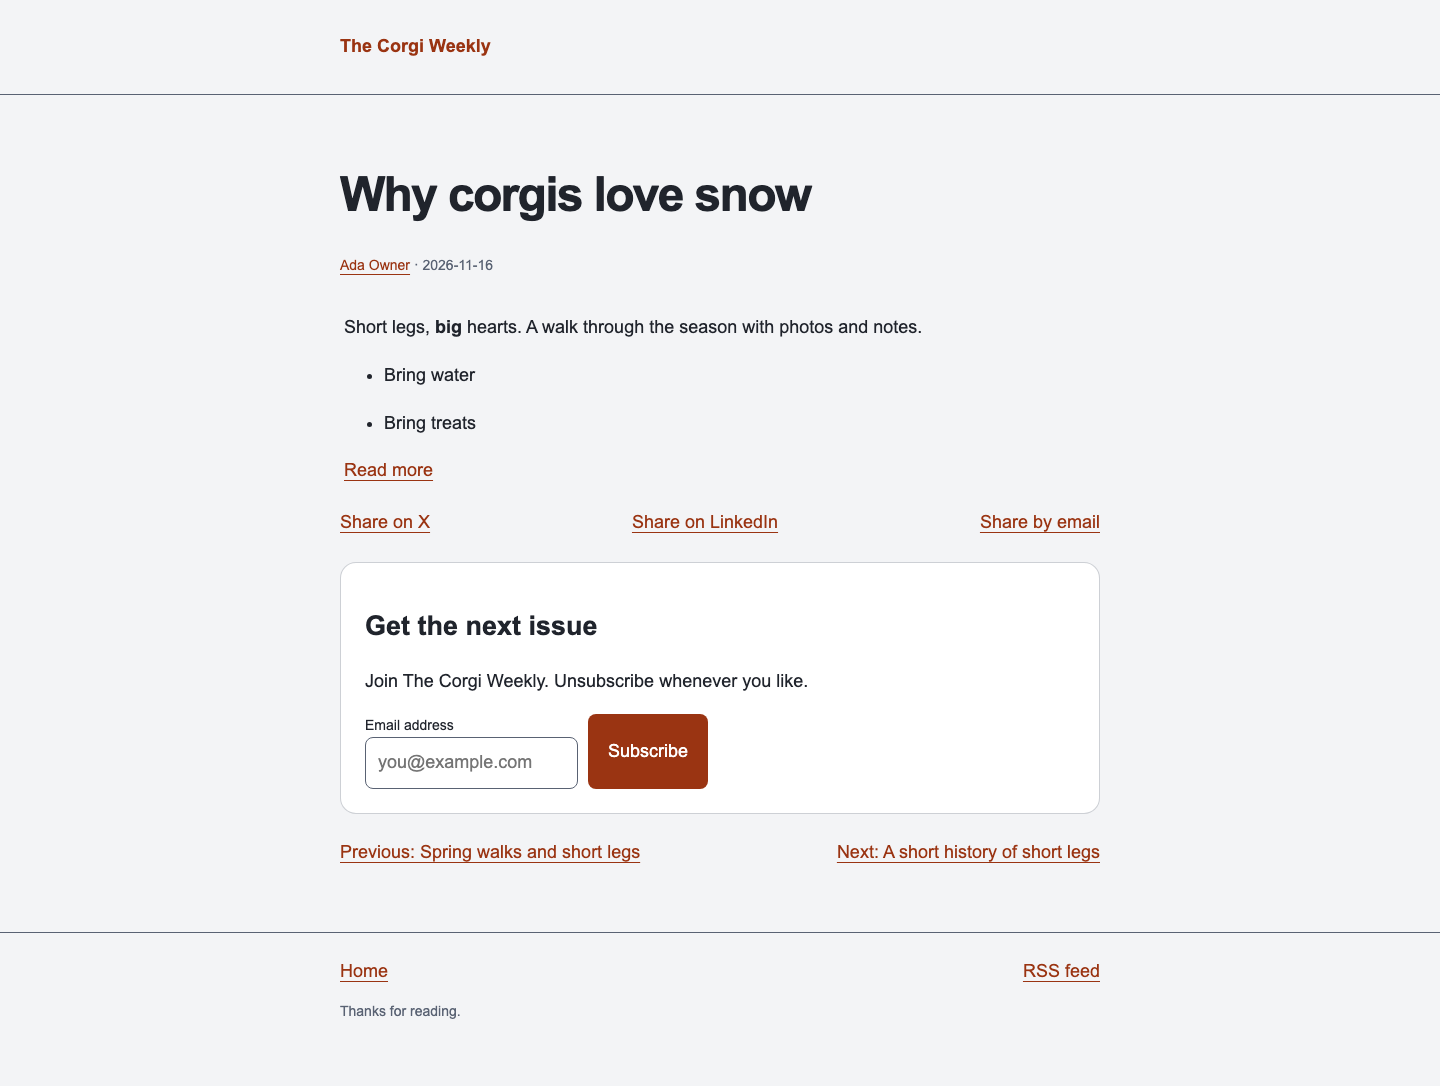 The Corgi Weekly
Why corgis love snow
Ada Owner · 2026-11-16
Short legs, big hearts. A walk through the season with photos and notes.
• Bring water
• Bring treats
Read more
Share on X Share on LinkedIn Share by email
Get the next issue
Join The Corgi Weekly. Unsubscribe whenever you like.
Email address
you@example.com
Subscribe
Previous: Spring walks and short legs Next: A short history of short legs
Home RSS feed
Thanks for reading.